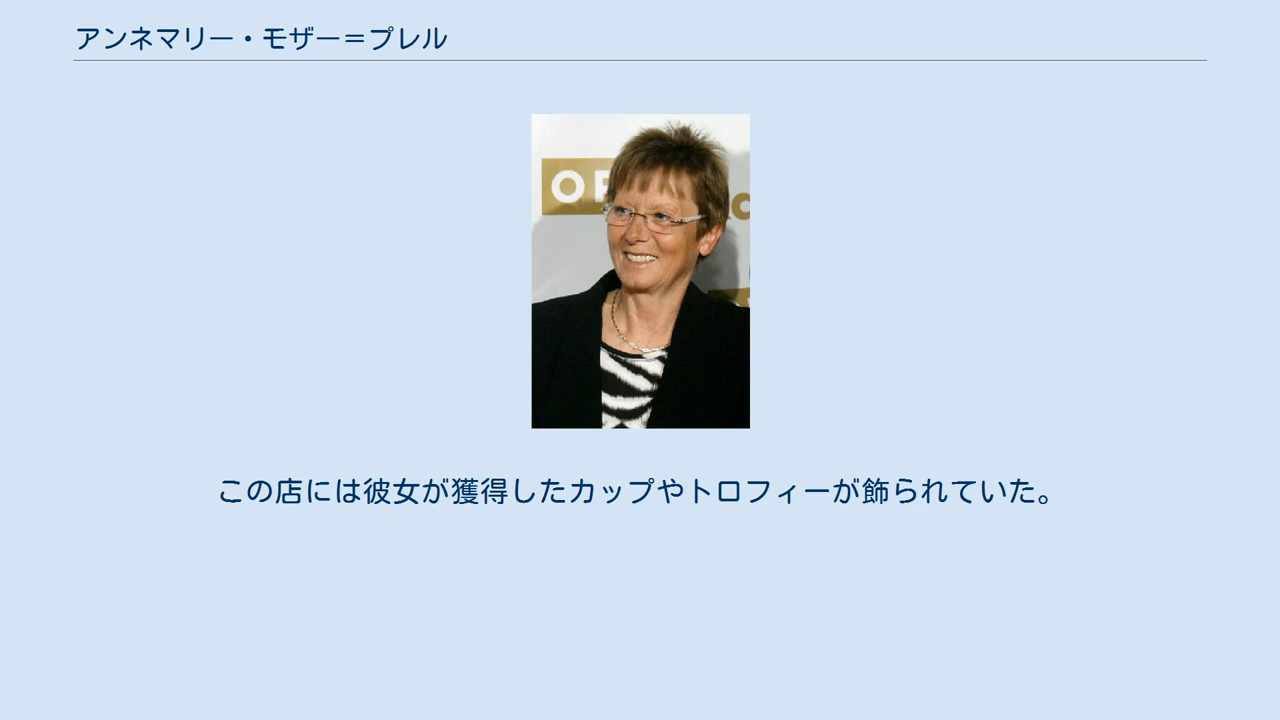 アンネマリー・モザー＝プレル
OR
この店には彼女が獲得したカップやトロフィーが飾られていた。